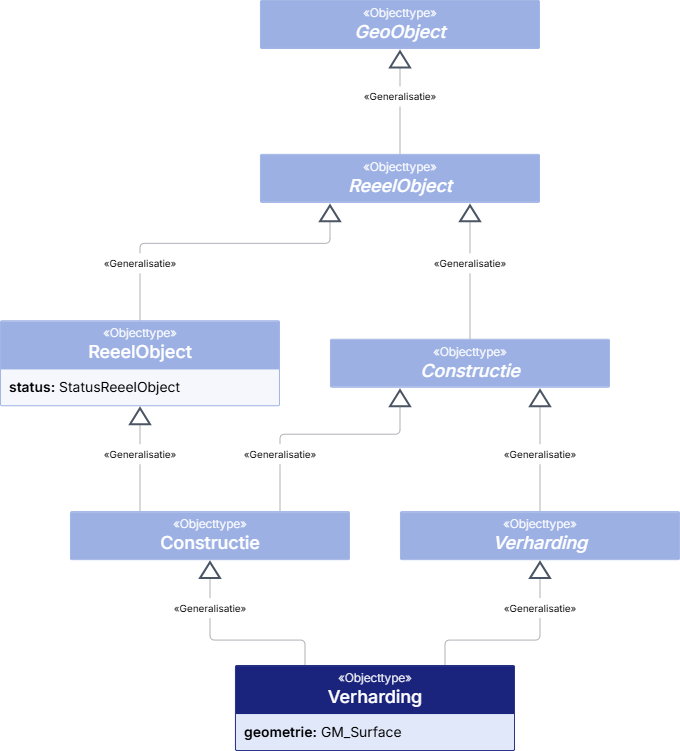 «Objecttype»
GeoObject
«Generalisatie»
«Objecttype»
ReeelObject
«Generalisatie»
«Generalisatie»
«Objecttype»
ReeelObject
status: StatusReeelObject
«Objecttype»
Constructie
«Generalisatie»
«Generalisatie»
«Generalisatie»
«Objecttype»
Constructie
«Objecttype»
Verharding
«Generalisatie»
«Generalisatie»
«Objecttype»
Verharding
geometrie: GM_Surface